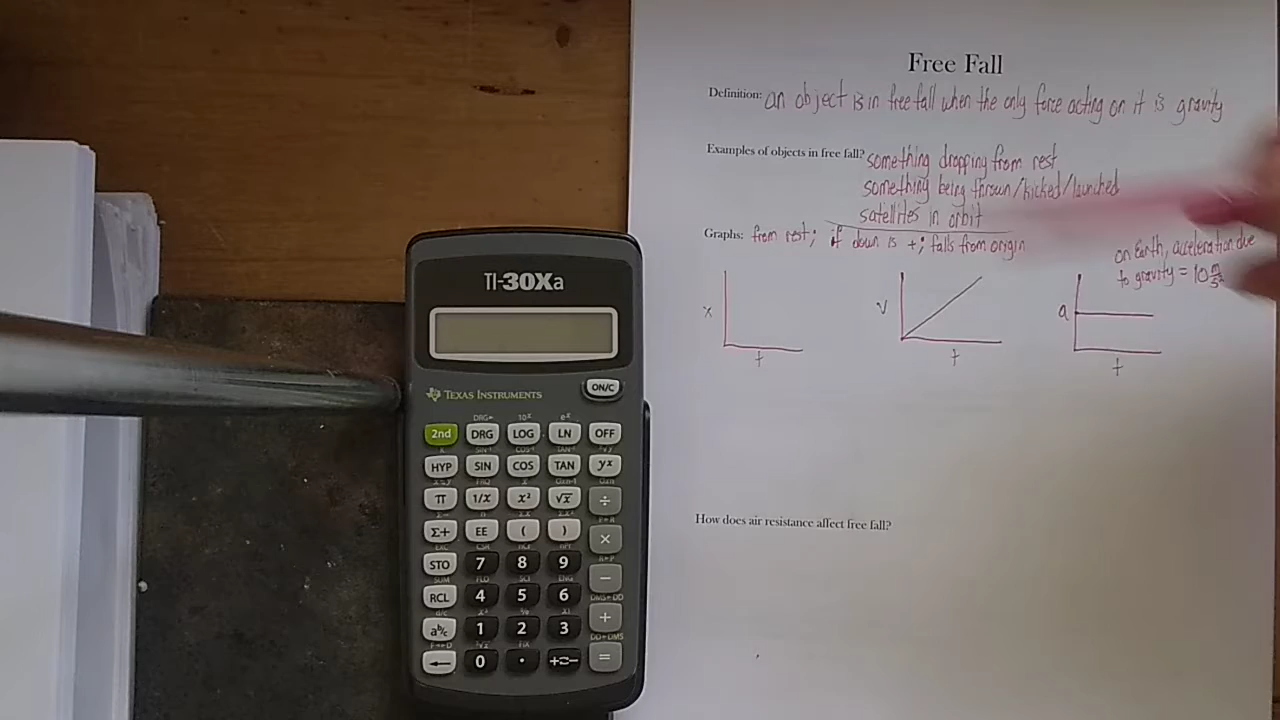 Free Fall
Definition: an object is in free fall when the only force acting on it is gravity
Examples of objects in free fall? something dropping from rest
something being thrown/kicked/launched
satellites in orbit
Graphs: from rest; if down is +; falls from origin
on Earth, acceleration due
to gravity = 10 m/s²
x
t
v
t
a
t
How does air resistance affect free fall?
TI-30Xa
TEXAS INSTRUMENTS
ON/C
2nd DRG LOG LN OFF
HYP SIN COS TAN yˣ
π 1/x x² √x ÷
Σ+ EE ( ) ×
STO 7 8 9 −
RCL 4 5 6 +
a b/c 1 2 3
← 0 . +⇄− =